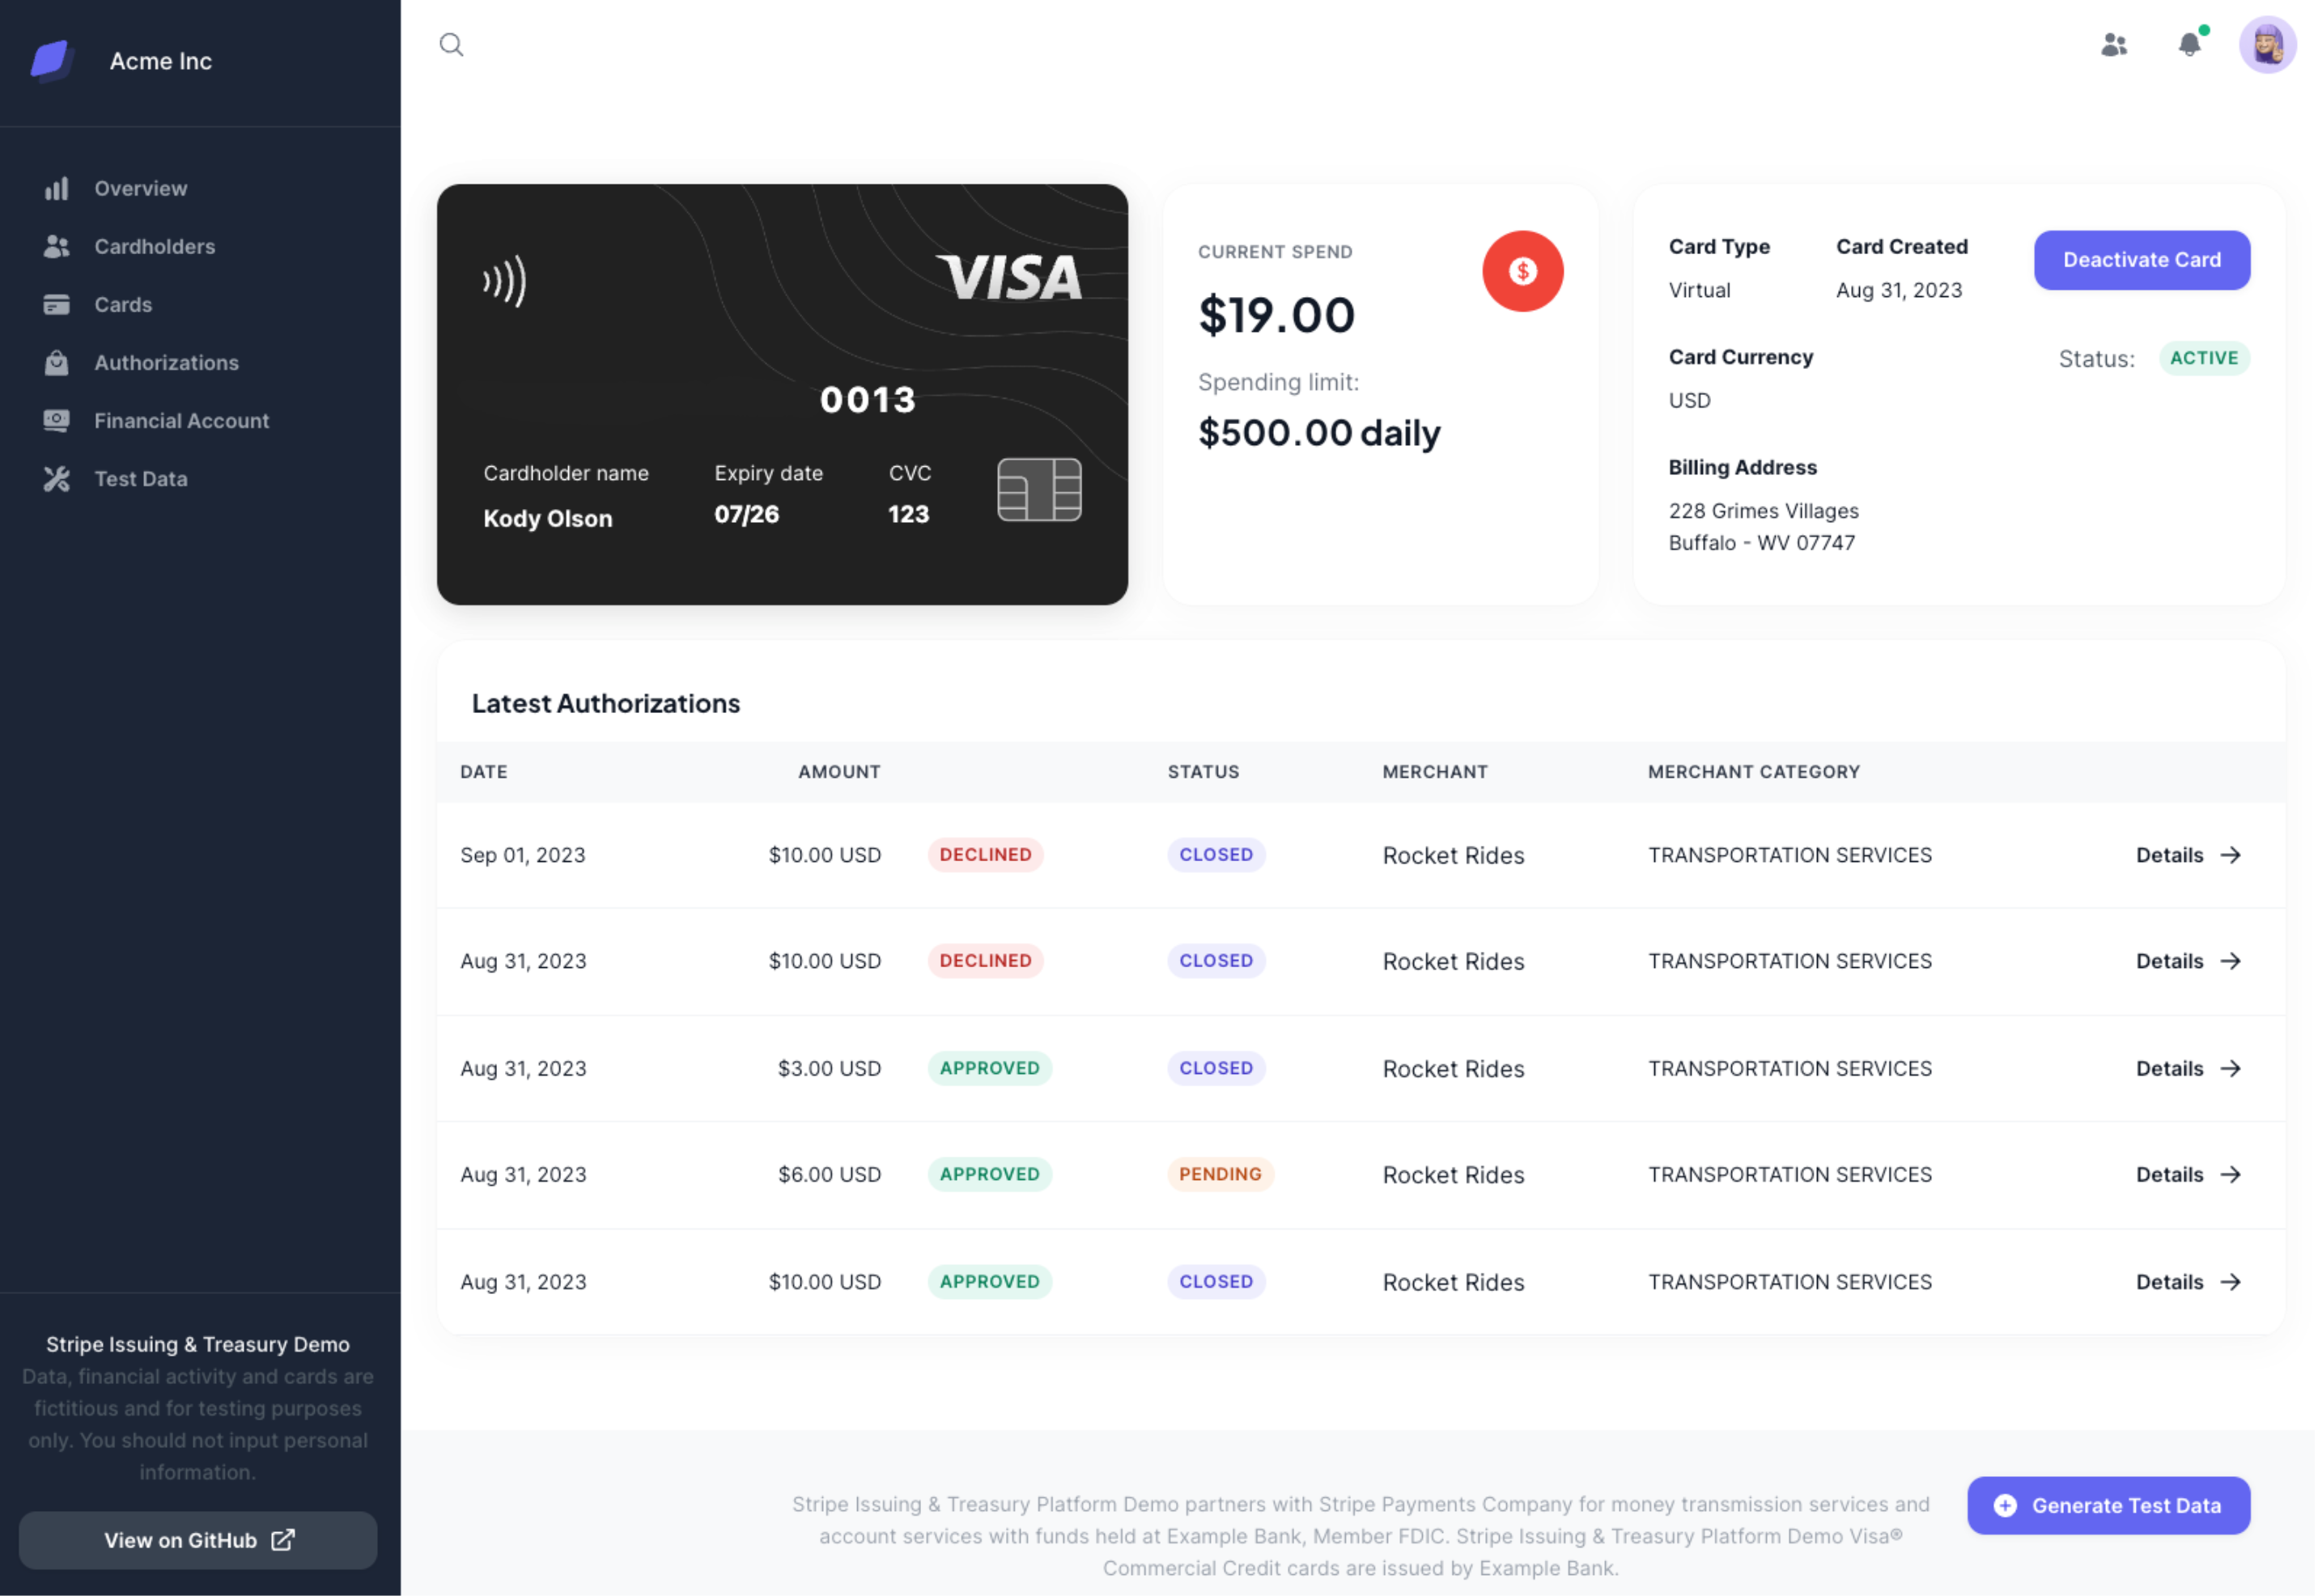 Acme Inc
Overview
Cardholders
Cards
Authorizations
Financial Account
Test Data
Stripe Issuing & Treasury Demo
Data, financial activity and cards are
fictitious and for testing purposes
only. You should not input personal
information.
View on GitHub
VISA
0013
Cardholder name Expiry date CVC
Kody Olson 07/26 123
CURRENT SPEND
$19.00
Spending limit:
$500.00 daily
Card Type Card Created
Virtual Aug 31, 2023
Deactivate Card
Card Currency
USD
Status: ACTIVE
Billing Address
228 Grimes Villages
Buffalo - WV 07747
Latest Authorizations
DATE AMOUNT STATUS MERCHANT MERCHANT CATEGORY
Sep 01, 2023 $10.00 USD DECLINED CLOSED Rocket Rides TRANSPORTATION SERVICES Details →
Aug 31, 2023 $10.00 USD DECLINED CLOSED Rocket Rides TRANSPORTATION SERVICES Details →
Aug 31, 2023 $3.00 USD APPROVED CLOSED Rocket Rides TRANSPORTATION SERVICES Details →
Aug 31, 2023 $6.00 USD APPROVED PENDING Rocket Rides TRANSPORTATION SERVICES Details →
Aug 31, 2023 $10.00 USD APPROVED CLOSED Rocket Rides TRANSPORTATION SERVICES Details →
Stripe Issuing & Treasury Platform Demo partners with Stripe Payments Company for money transmission services and
account services with funds held at Example Bank, Member FDIC. Stripe Issuing & Treasury Platform Demo Visa®
Commercial Credit cards are issued by Example Bank.
Generate Test Data